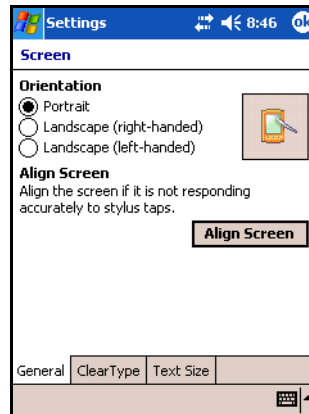 Settings 8:46 ok
Screen
Orientation
Portrait
Landscape (right-handed)
Landscape (left-handed)
Align Screen
Align the screen if it is not responding
accurately to stylus taps.
Align Screen
General ClearType Text Size